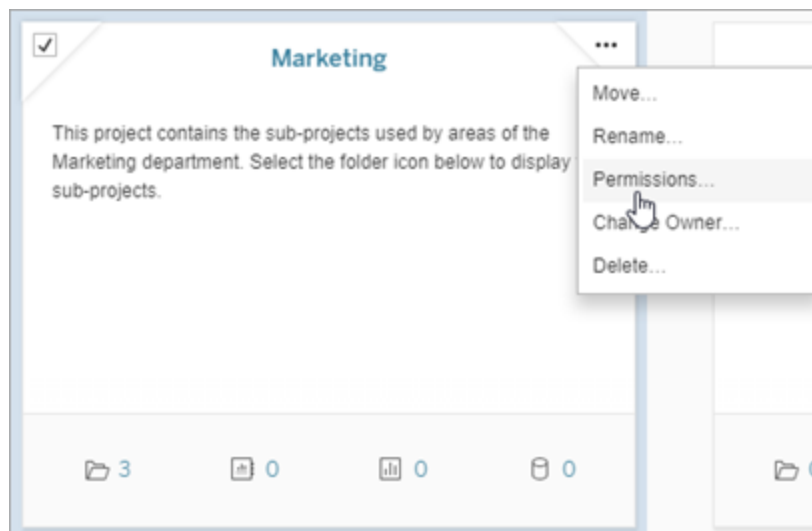 Marketing
...
This project contains the sub-projects used by areas of the
Marketing department. Select the folder icon below to display
sub-projects.
Move...
Rename...
Permissions...
Change Owner...
Delete...
3 0 0 0